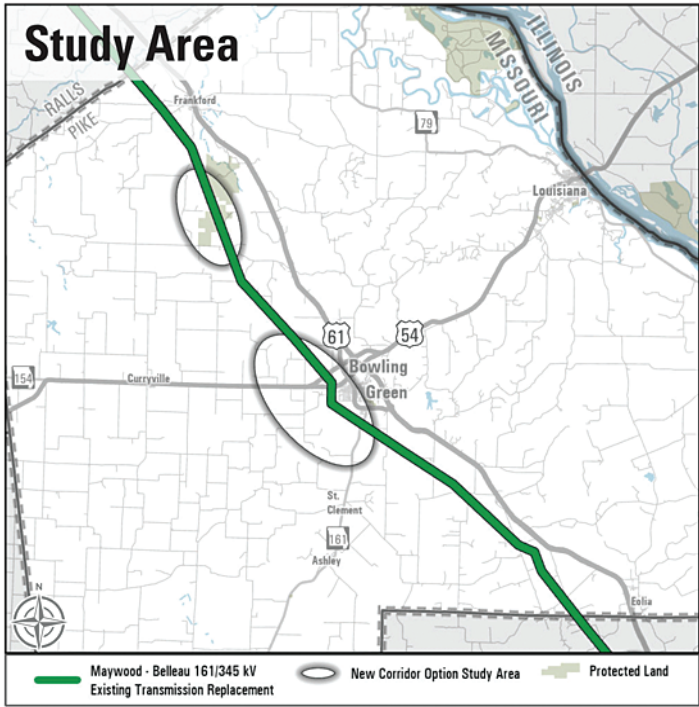 Study Area
ILLINOIS
MISSOURI
RALLS
PIKE
Frankford
79
Louisiana
61
54
Bowling
Green
154
Curryville
St.
Clement
161
Ashley
N
Eolia
Maywood - Belleau 161/345 kV
Existing Transmission Replacement
New Corridor Option Study Area
Protected Land